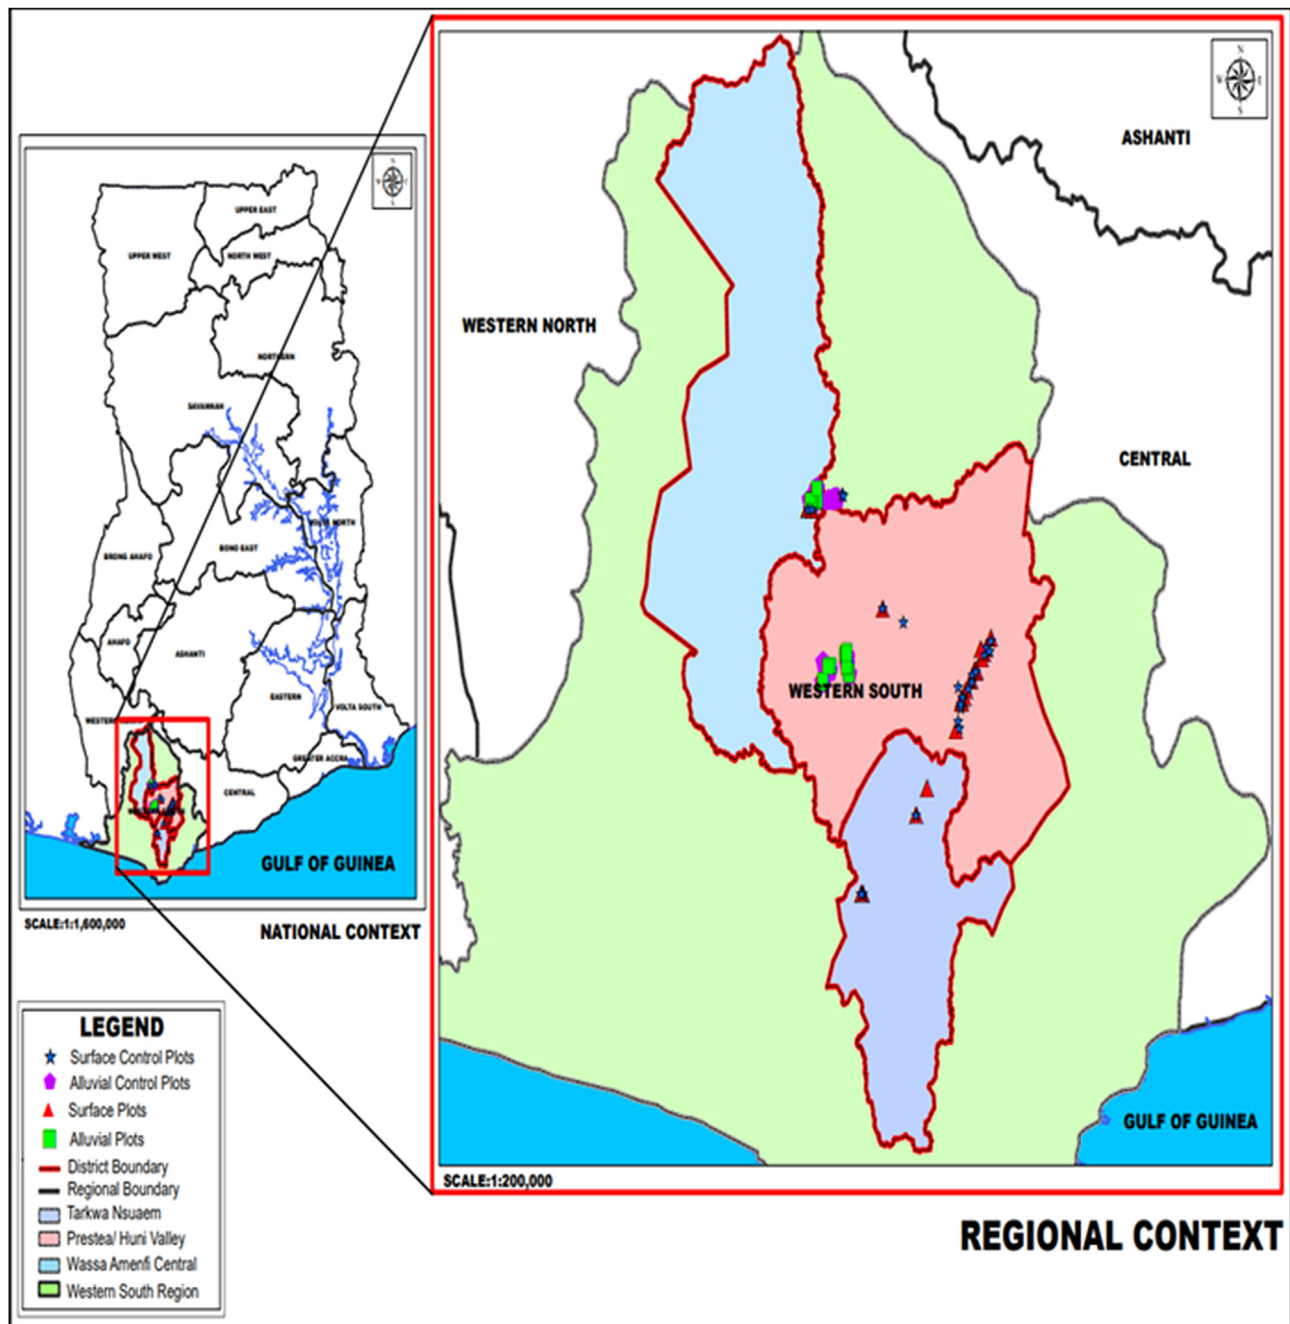 UPPER EAST
UPPER WEST
NORTH WEST
NORTHERN
SAVANNAH
VOLTA NORTH
BRONG AHAFO
BONO EAST
AHAFO
ASHANTI
EASTERN
VOLTA SOUTH
WESTERN
GREATER ACCRA
CENTRAL
GULF OF GUINEA
SCALE:1:1,600,000
NATIONAL CONTEXT
N
W
E
S
N
W
E
S
ASHANTI
WESTERN NORTH
CENTRAL
WESTERN SOUTH
GULF OF GUINEA
SCALE:1:200,000
REGIONAL CONTEXT
LEGEND
Surface Control Plots
Alluvial Control Plots
Surface Plots
Alluvial Plots
District Boundary
Regional Boundary
Tarkwa Nsuaem
Prestea/ Huni Valley
Wassa Amenfi Central
Western South Region